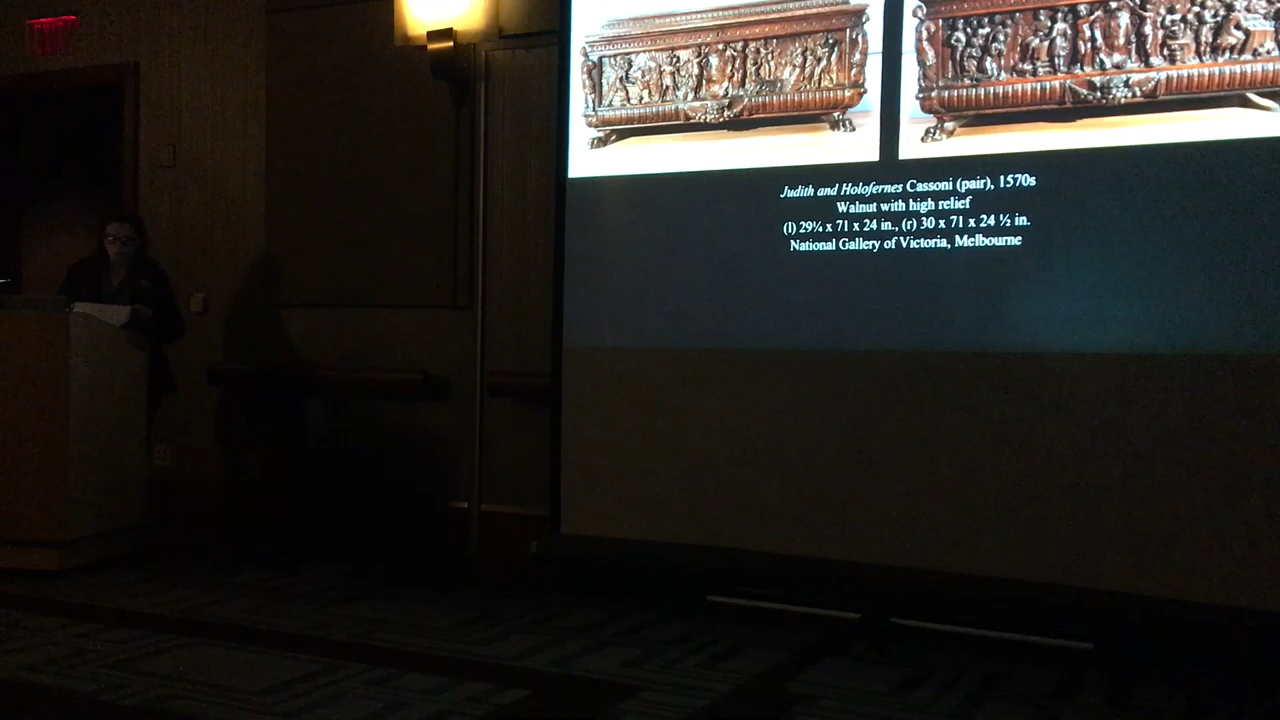 EXIT
Judith and Holofernes Cassoni (pair), 1570s
Walnut with high relief
(l) 29¼ x 71 x 24 in., (r) 30 x 71 x 24 ½ in.
National Gallery of Victoria, Melbourne